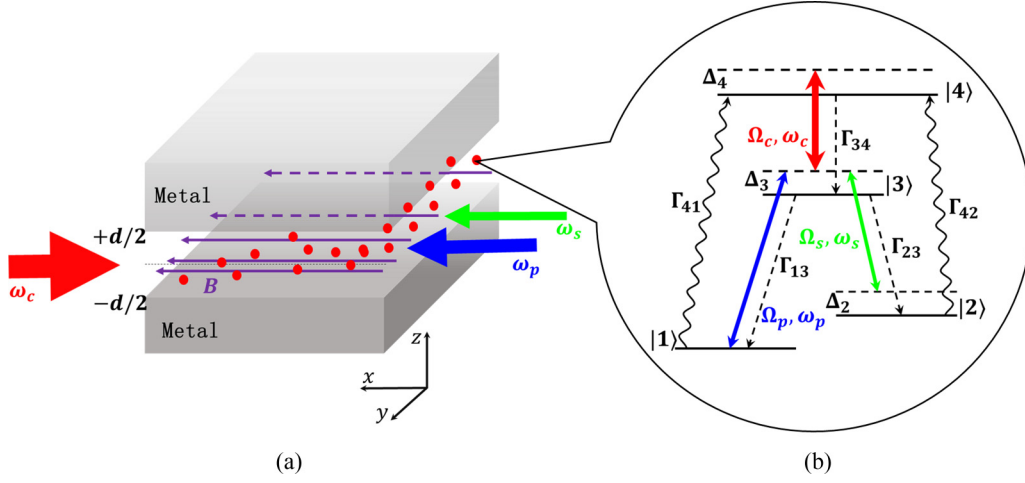 Metal
+d/2
ω_s
ω_p
ω_c
B
−d/2
Metal
z
x
y
(a)
Δ_4
|4⟩
Ω_c, ω_c
Γ_34
Δ_3
|3⟩
Γ_41
Γ_42
Ω_s, ω_s
Γ_23
Γ_13
Δ_2
|2⟩
Ω_p, ω_p
|1⟩
(b)